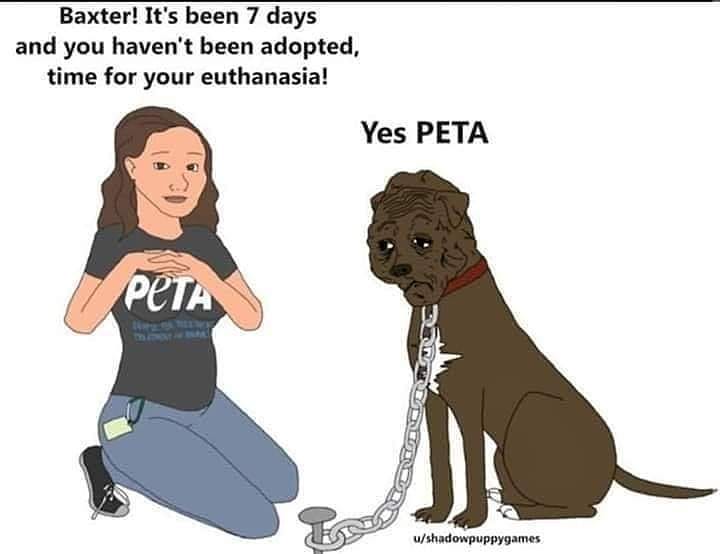 Baxter! It's been 7 days
and you haven't been adopted,
time for your euthanasia!
Yes PETA
PeTA
u/shadowpuppygames